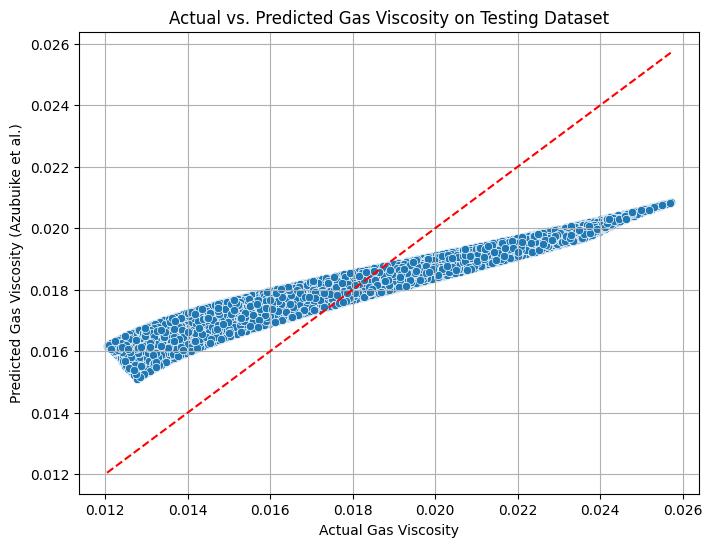 Actual vs. Predicted Gas Viscosity on Testing Dataset
Predicted Gas Viscosity (Azubuike et al.)
0.026
0.024
0.022
0.020
0.018
0.016
0.014
0.012
0.012 0.014 0.016 0.018 0.020 0.022 0.024 0.026
Actual Gas Viscosity